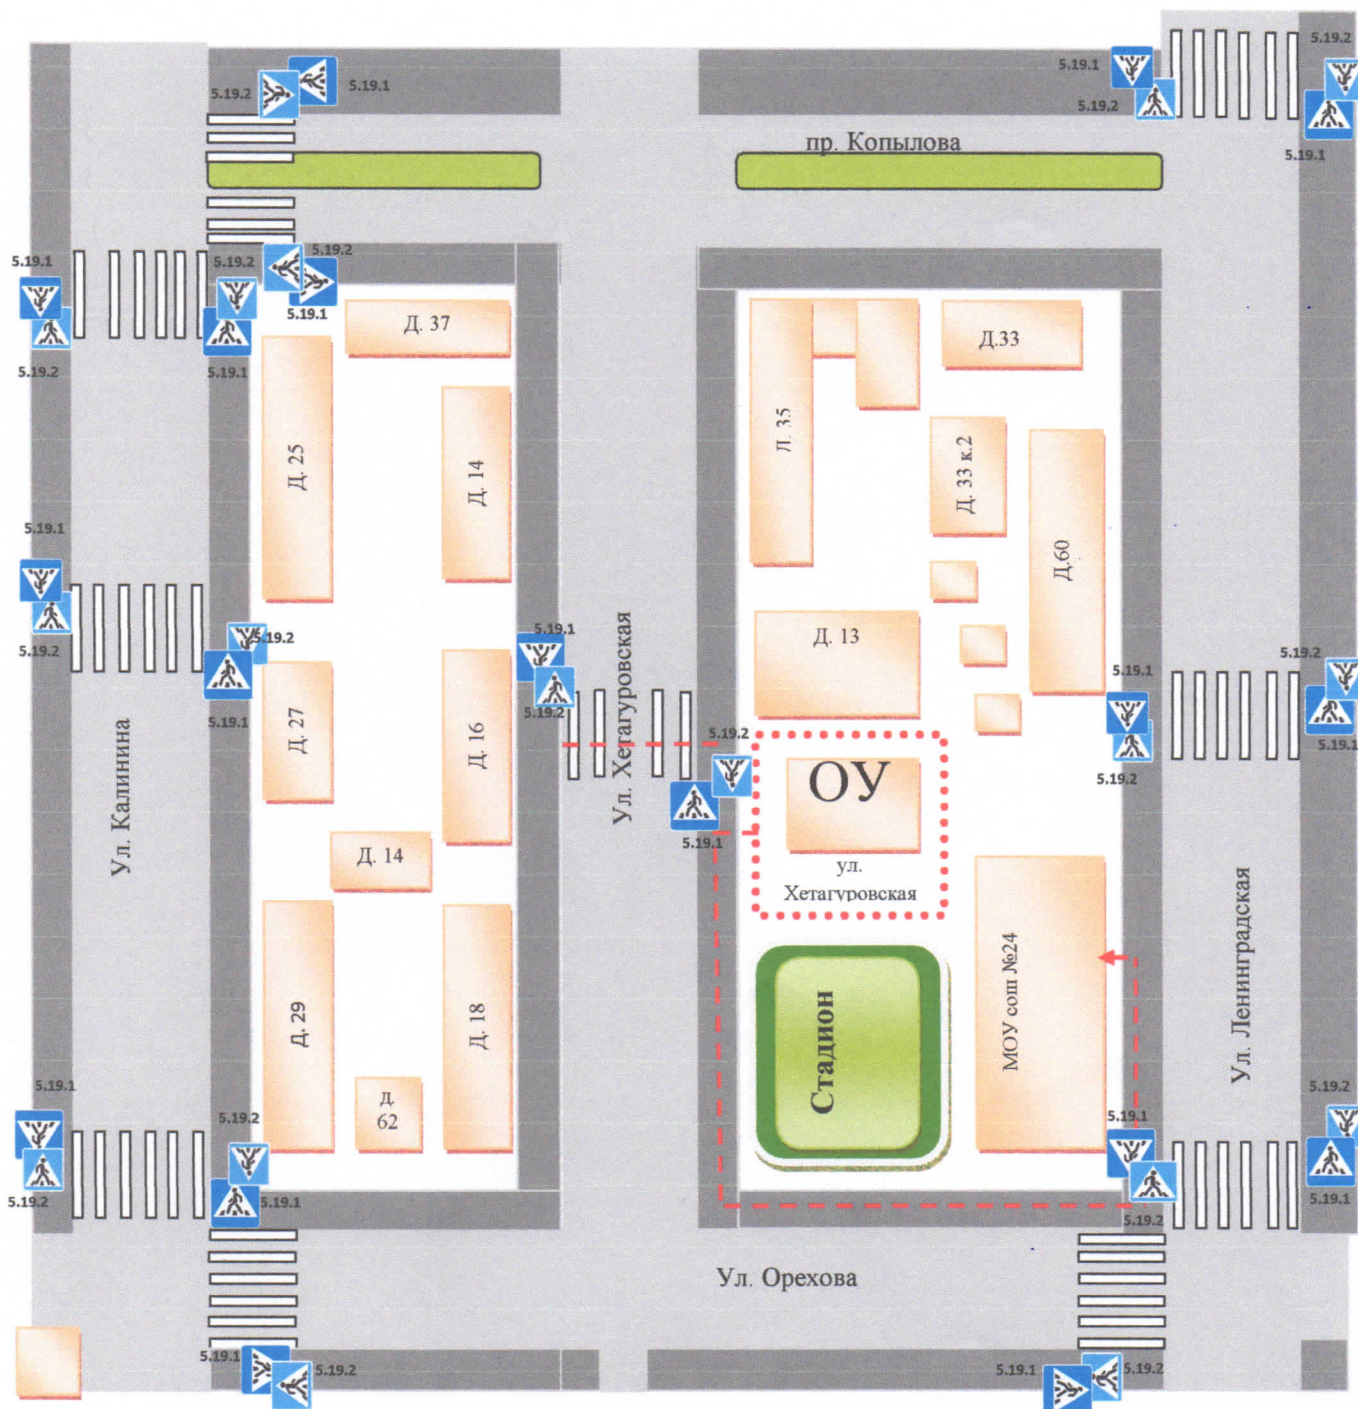 5.19.2
5.19.1
5.19.2
5.19.1
5.19.2
5.19.1
пр. Копылова
5.19.1
5.19.2
5.19.1
5.19.2
5.19.1
5.19.2
5.19.1
Д. 37
Д.33
Д. 25
Д. 14
Л. 35
Д. 33 к.2
Д.60
5.19.1
5.19.2
5.19.2
5.19.1
Д. 27
Д. 16
5.19.1
5.19.2
Ул. Хетагуровская
Д. 13
5.19.2
5.19.1
5.19.1
5.19.2
5.19.2
5.19.1
Ул. Калинина
ОУ
ул.
Хетагуровская
Д. 14
Д. 29
Д. 18
д.
62
Стадион
МОУ сош №24
Ул. Ленинградская
5.19.1
5.19.2
5.19.2
5.19.1
5.19.1
5.19.2
5.19.2
5.19.1
Ул. Орехова
5.19.1
5.19.2
5.19.1
5.19.2